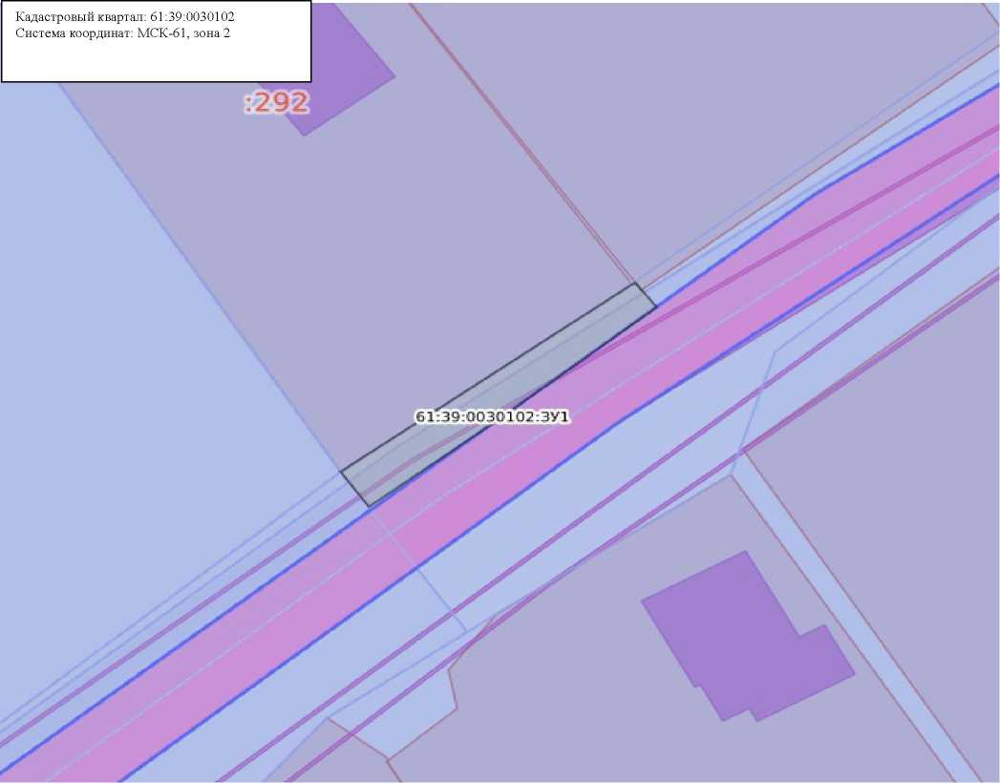 Кадастровый квартал: 61:39:0030102
Система координат: МСК-61, зона 2
:292
61:39:0030102:ЗУ1